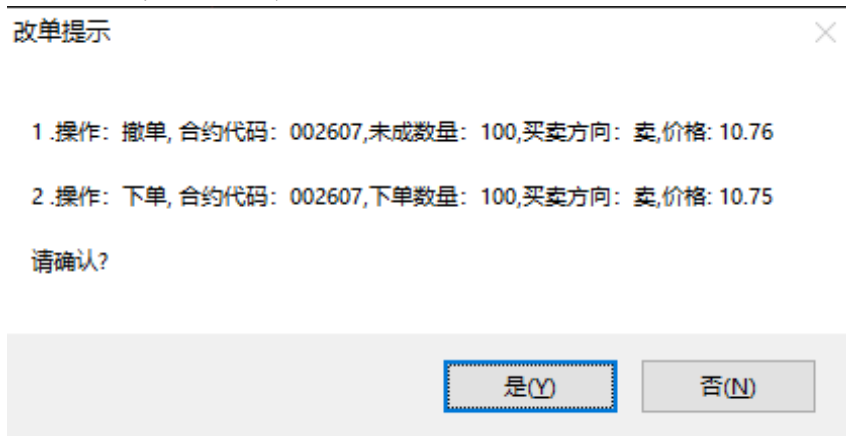 改单提示
1 .操作：撤单, 合约代码：002607,未成数量：100,买卖方向：卖,价格: 10.76
2 .操作：下单, 合约代码：002607,下单数量：100,买卖方向：卖,价格: 10.75
请确认?
是(Y) 否(N)